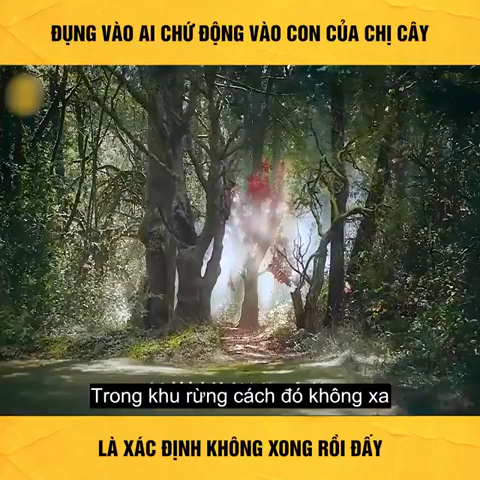 ĐỤNG VÀO AI CHỨ ĐỘNG VÀO CON CỦA CHỊ CÂY
Trong khu rừng cách đó không xa
LÀ XÁC ĐỊNH KHÔNG XONG RỒI ĐẤY